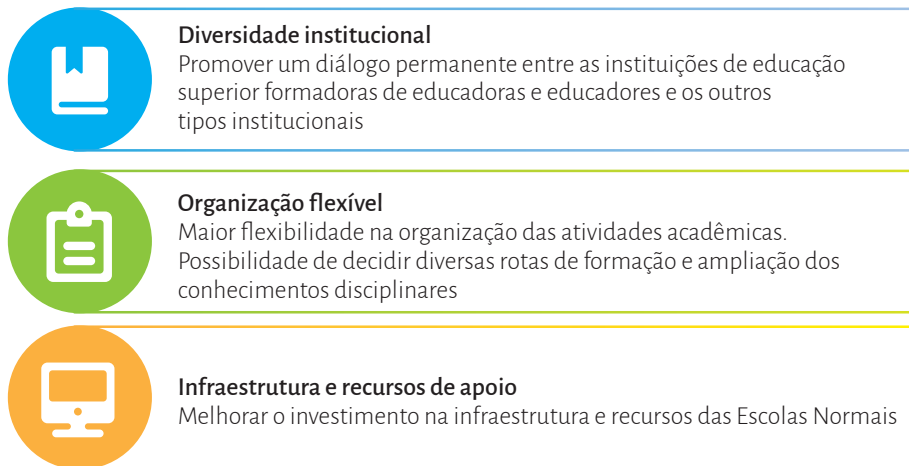 Diversidade institucional
Promover um diálogo permanente entre as instituições de educação
superior formadoras de educadoras e educadores e os outros
tipos institucionais
Organização flexível
Maior flexibilidade na organização das atividades acadêmicas.
Possibilidade de decidir diversas rotas de formação e ampliação dos
conhecimentos disciplinares
Infraestrutura e recursos de apoio
Melhorar o investimento na infraestrutura e recursos das Escolas Normais